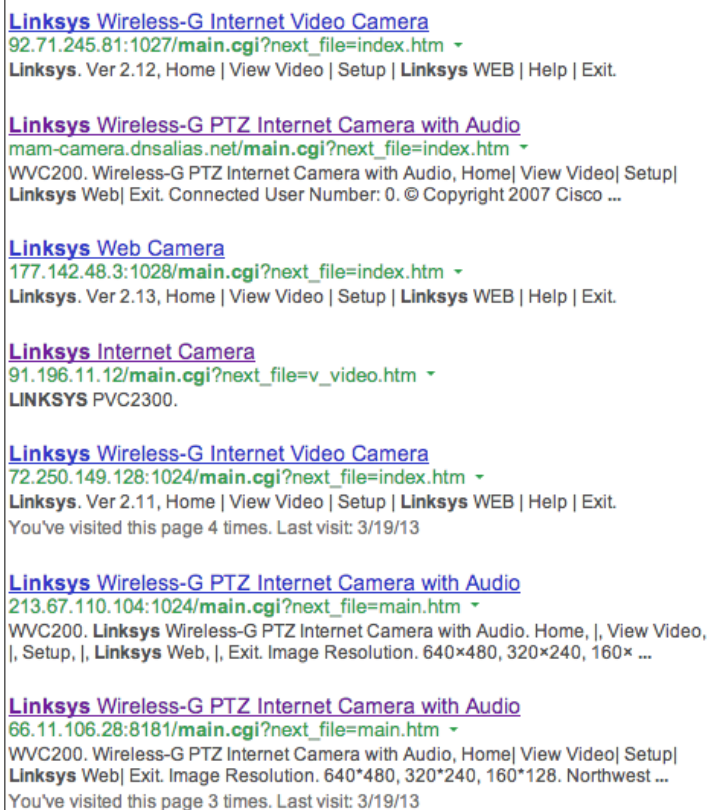 Linksys Wireless-G Internet Video Camera
92.71.245.81:1027/main.cgi?next_file=index.htm
Linksys. Ver 2.12, Home | View Video | Setup | Linksys WEB | Help | Exit.
Linksys Wireless-G PTZ Internet Camera with Audio
mam-camera.dnsalias.net/main.cgi?next_file=index.htm
WVC200. Wireless-G PTZ Internet Camera with Audio, Home| View Video| Setup|
Linksys Web| Exit. Connected User Number: 0. © Copyright 2007 Cisco ...
Linksys Web Camera
177.142.48.3:1028/main.cgi?next_file=index.htm
Linksys. Ver 2.13, Home | View Video | Setup | Linksys WEB | Help | Exit.
Linksys Internet Camera
91.196.11.12/main.cgi?next_file=v_video.htm
LINKSYS PVC2300.
Linksys Wireless-G Internet Video Camera
72.250.149.128:1024/main.cgi?next_file=index.htm
Linksys. Ver 2.11, Home | View Video | Setup | Linksys WEB | Help | Exit.
You've visited this page 4 times. Last visit: 3/19/13
Linksys Wireless-G PTZ Internet Camera with Audio
213.67.110.104:1024/main.cgi?next_file=main.htm
WVC200. Linksys Wireless-G PTZ Internet Camera with Audio. Home, |, View Video,
|, Setup, |, Linksys Web, |, Exit. Image Resolution. 640×480, 320×240, 160× ...
Linksys Wireless-G PTZ Internet Camera with Audio
66.11.106.28:8181/main.cgi?next_file=main.htm
WVC200. Wireless-G PTZ Internet Camera with Audio, Home| View Video| Setup|
Linksys Web| Exit. Image Resolution. 640*480, 320*240, 160*128. Northwest ...
You've visited this page 3 times. Last visit: 3/19/13